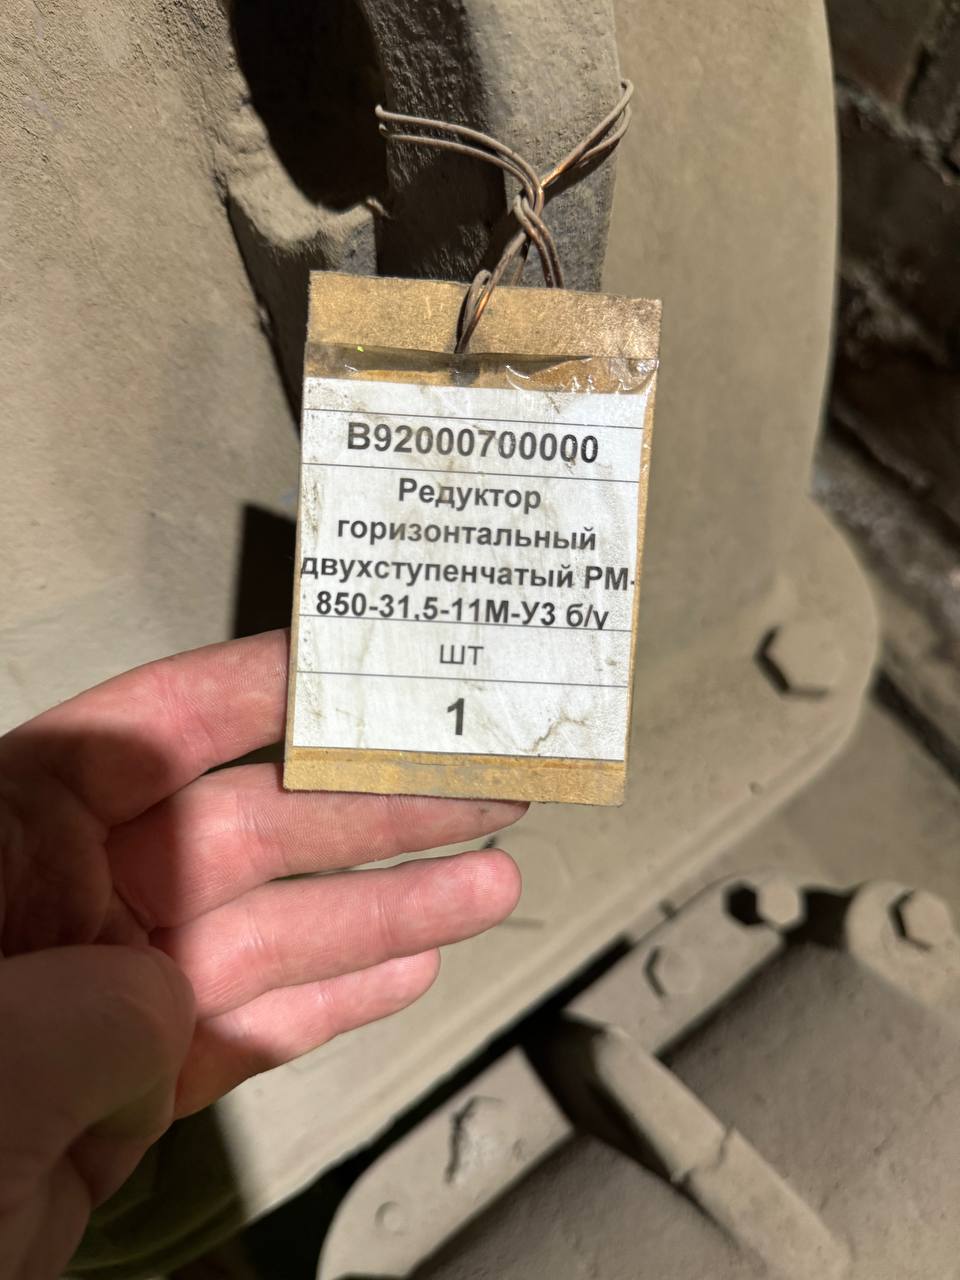 В92000700000
Редуктор
горизонтальный
двухступенчатый РМ-
850-31,5-11М-У3 б/у
шт
1